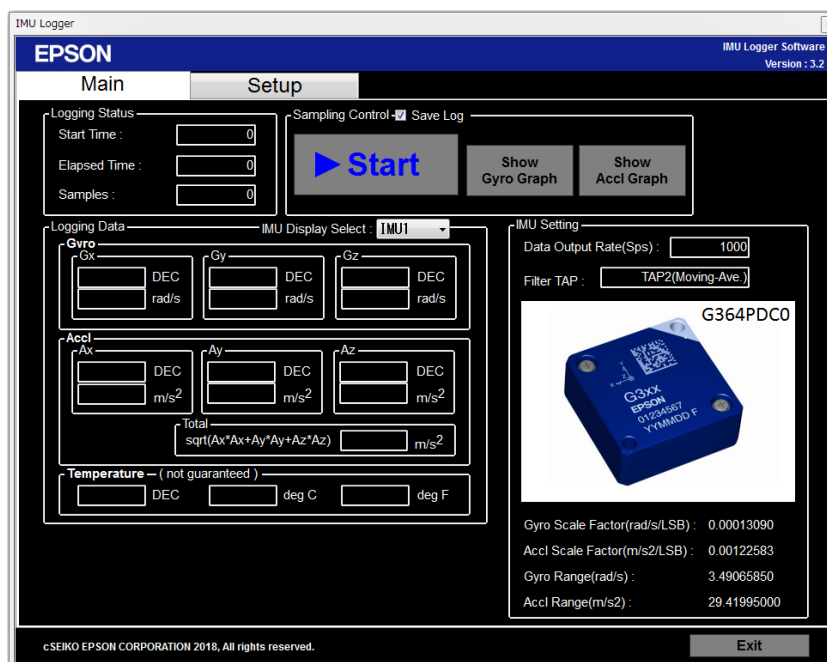 IMU Logger
EPSON
IMU Logger Software
Version : 3.2
Main
Setup
Logging Status
Start Time :
0
Elapsed Time :
0
Samples :
0
Sampling Control
Save Log
Start
Show
Gyro Graph
Show
Accl Graph
Logging Data
IMU Display Select :
IMU1
Gyro
Gx
DEC
rad/s
Gy
DEC
rad/s
Gz
DEC
rad/s
Accl
Ax
DEC
m/s2
Ay
DEC
m/s2
Az
DEC
m/s2
Total
sqrt(Ax*Ax+Ay*Ay+Az*Az)
m/s2
Temperature
( not guaranteed )
DEC
deg C
deg F
IMU Setting
Data Output Rate(Sps) :
1000
Filter TAP :
TAP2(Moving-Ave.)
G364PDC0
G3xx
EPSON
01234567
YYMMDD F
Gyro Scale Factor(rad/s/LSB) : 0.00013090
Accl Scale Factor(m/s2/LSB) : 0.00122583
Gyro Range(rad/s) : 3.49065850
Accl Range(m/s2) : 29.41995000
cSEIKO EPSON CORPORATION 2018, All rights reserved.
Exit